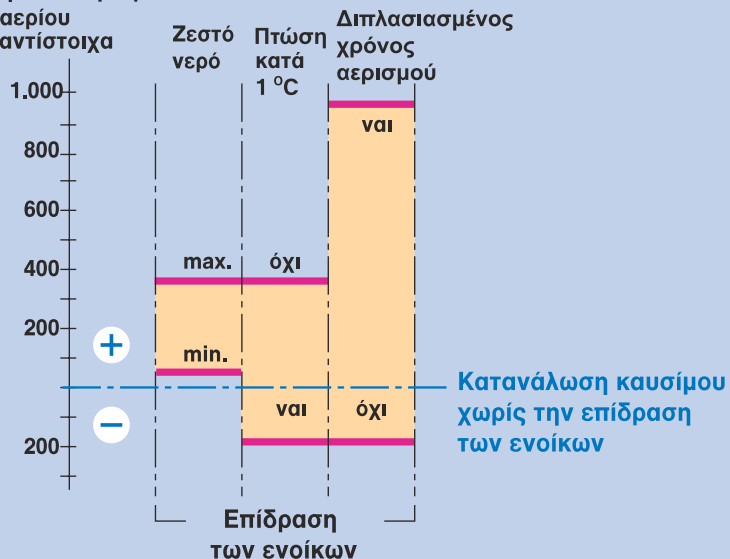 αερίου
αντίστοιχα
Ζεστό
νερό
Πτώση
κατά
1 °C
Διπλασιασμένος
χρόνος
αερισμού
1.000
800
600
400
200
200
+
−
max.
min.
όχι
ναι
ναι
όχι
Κατανάλωση καυσίμου
χωρίς την επίδραση
των ενοίκων
Επίδραση
των ενοίκων